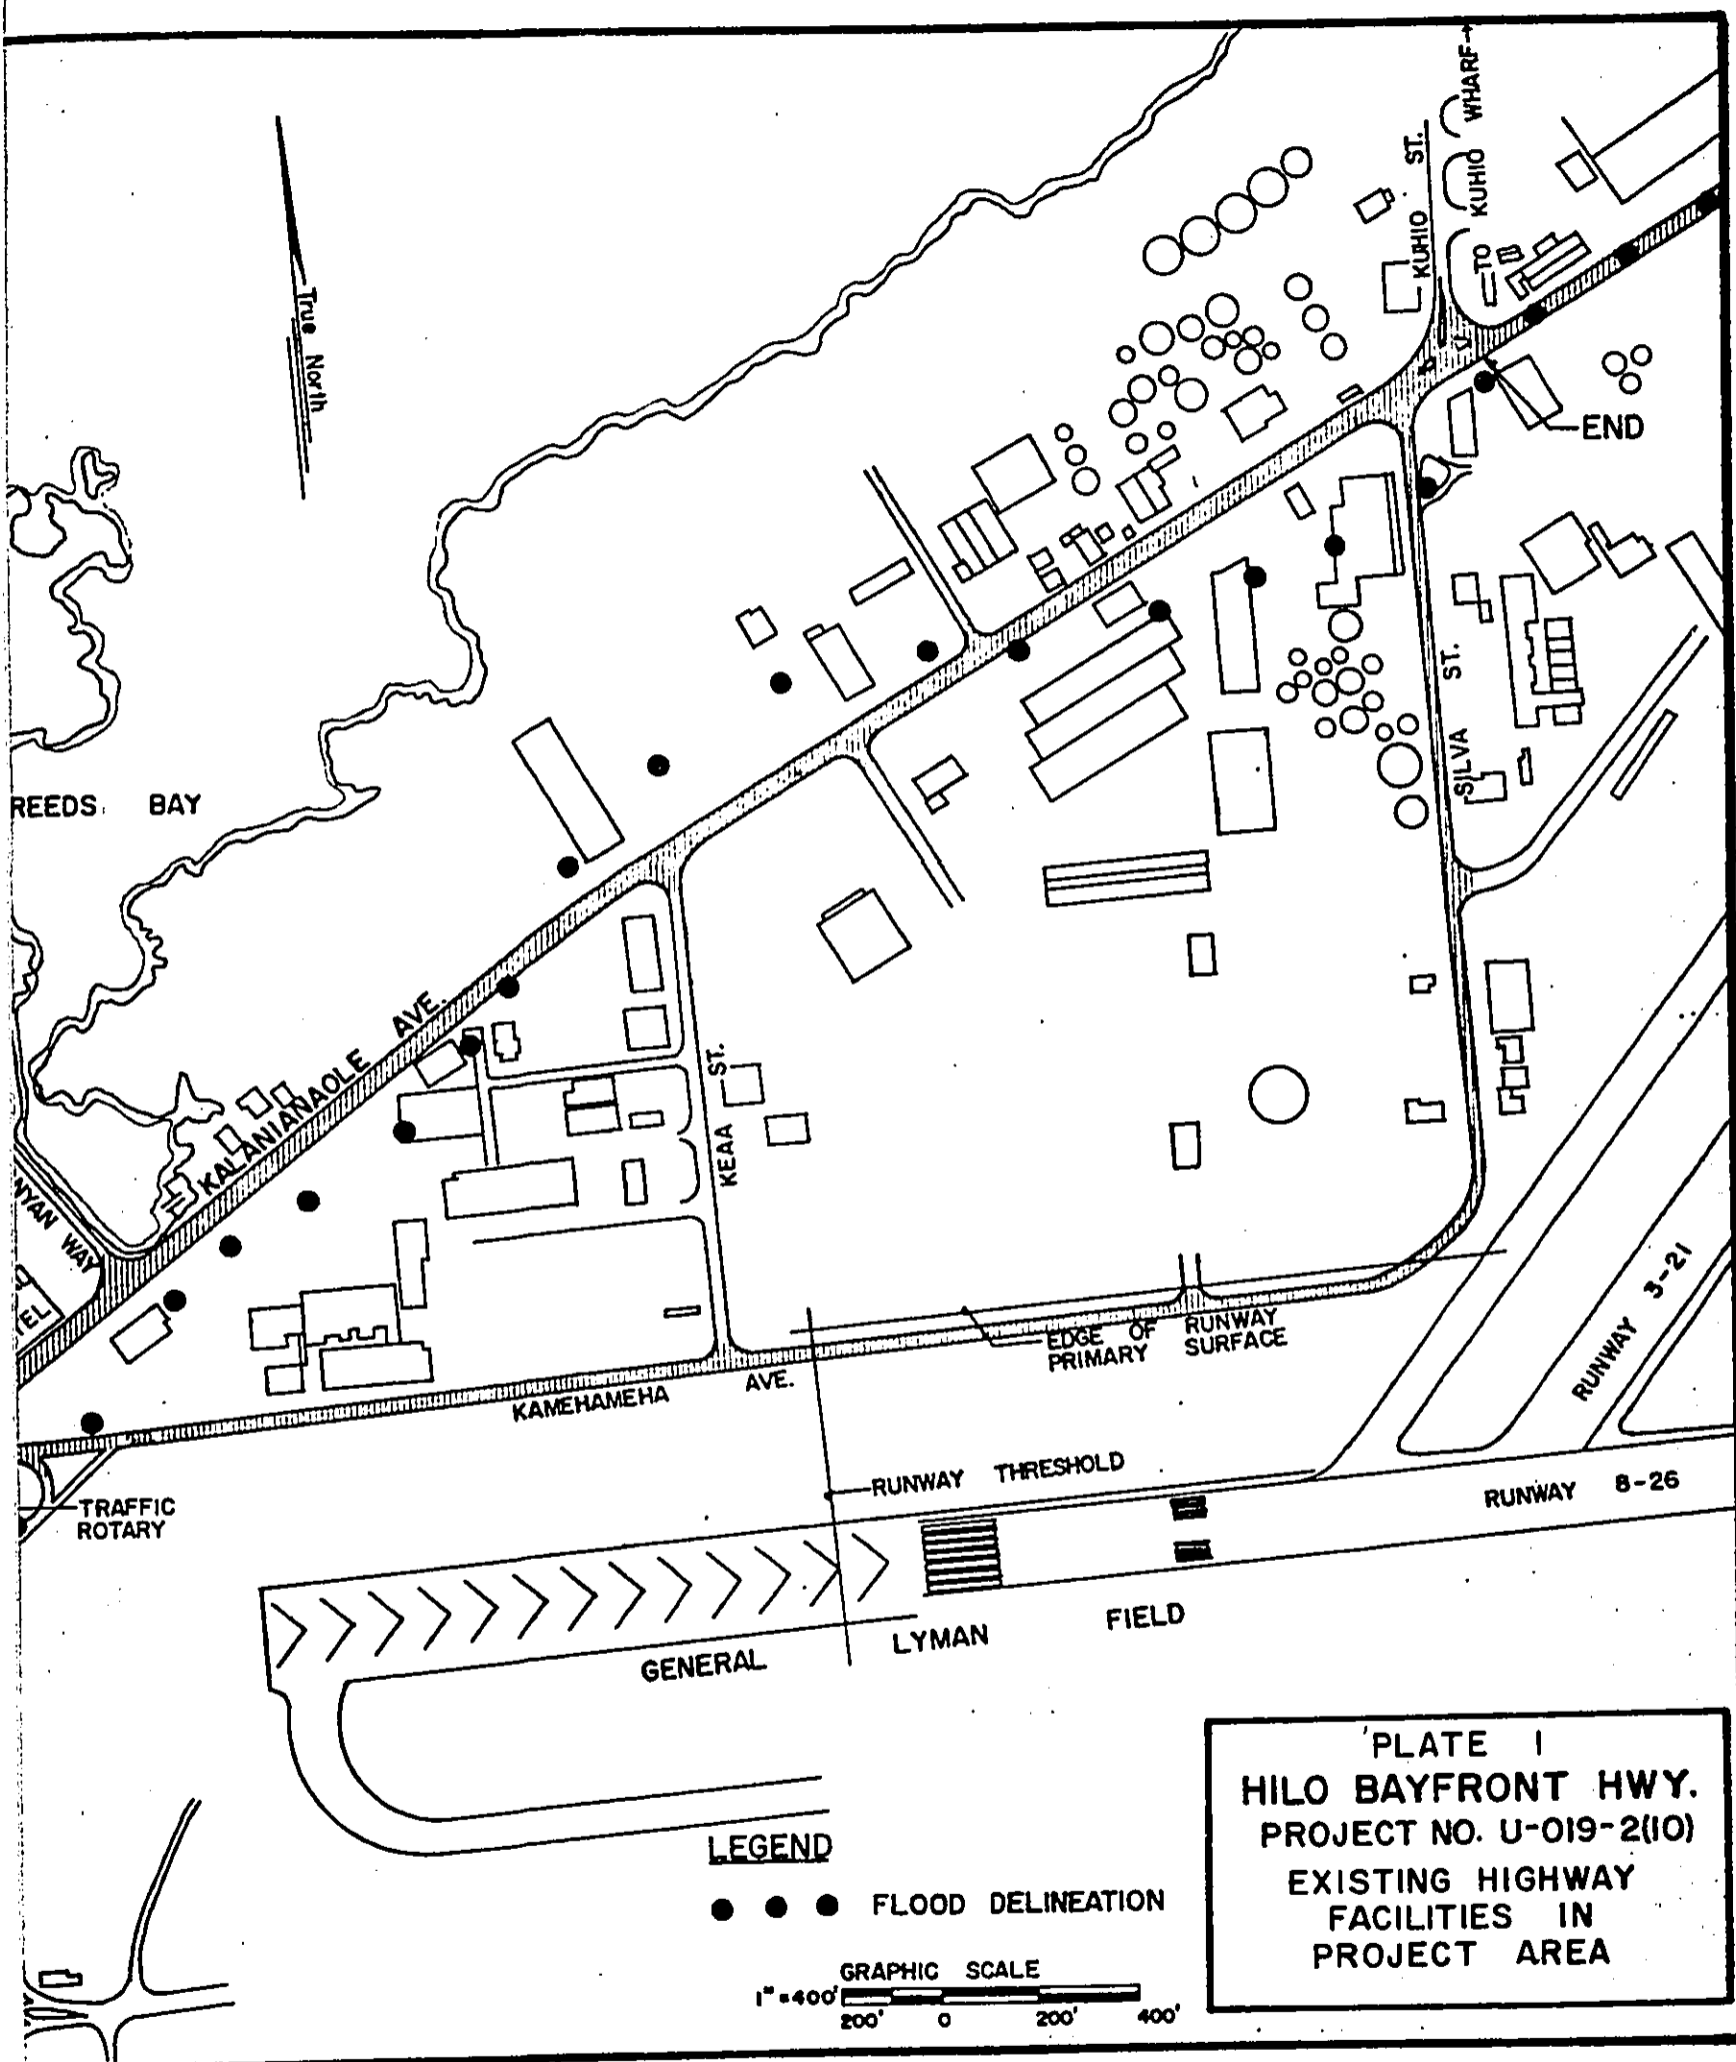 WHARF
KUHIO
TO
KUHIO ST.
True North
END
REEDS BAY
SILVA ST.
KALANIANAOLE AVE.
KEAA ST.
NYAN WAY
TEL
EDGE OF RUNWAY
PRIMARY SURFACE
KAMEHAMEHA AVE.
RUNWAY 3-21
RUNWAY THRESHOLD
RUNWAY 8-26
TRAFFIC
ROTARY
GENERAL LYMAN FIELD
LEGEND
FLOOD DELINEATION
GRAPHIC SCALE
1"=400'
200' 0 200' 400'
PLATE 1
HILO BAYFRONT HWY.
PROJECT NO. U-019-2(10)
EXISTING HIGHWAY
FACILITIES IN
PROJECT AREA